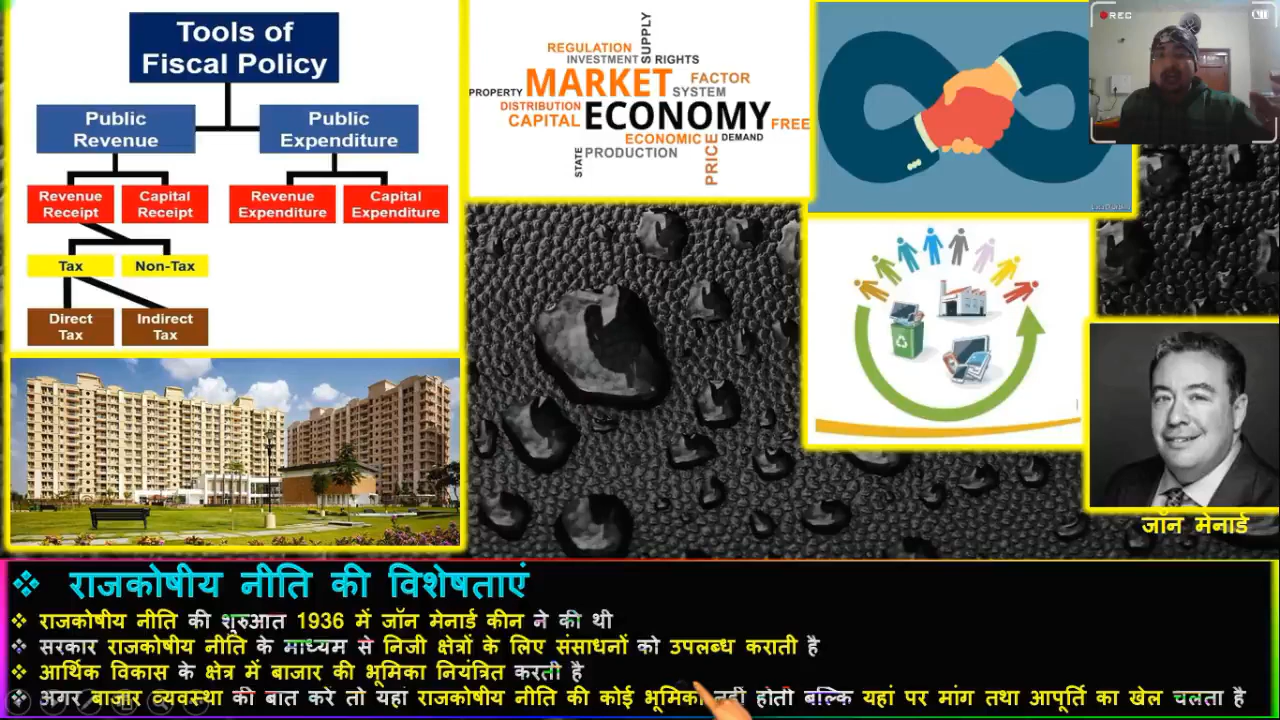 Tools of
Fiscal Policy
Public
Revenue
Public
Expenditure
Revenue
Receipt
Capital
Receipt
Revenue
Expenditure
Capital
Expenditure
Tax
Non-Tax
Direct
Tax
Indirect
Tax
SUPPLY
REGULATION
INVESTMENT
RIGHTS
MARKET
FACTOR
PROPERTY
SYSTEM
DISTRIBUTION
ECONOMY
CAPITAL
FREE
ECONOMIC
DEMAND
STATE
PRODUCTION
PRICE
REC
जॉन मेनार्ड
❖ राजकोषीय नीति की विशेषताएं
❖ राजकोषीय नीति की शुरुआत 1936 में जॉन मेनार्ड कीन ने की थी
❖ सरकार राजकोषीय नीति के माध्यम से निजी क्षेत्रों के लिए संसाधनों को उपलब्ध कराती है
❖ आर्थिक विकास के क्षेत्र में बाजार की भूमिका नियंत्रित करती है
❖ अगर बाजार व्यवस्था की बात करें तो यहां राजकोषीय नीति की कोई भूमिका नहीं होती बल्कि यहां पर मांग तथा आपूर्ति का खेल चलता है